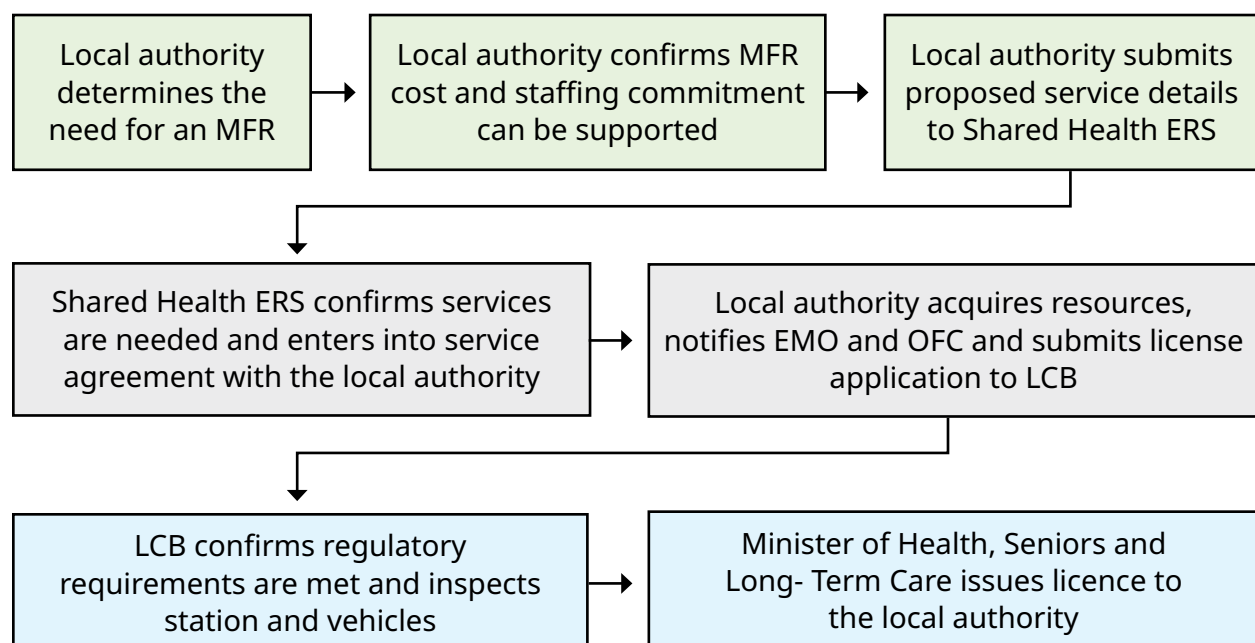 Local authority
determines the
need for an MFR
Local authority confirms MFR
cost and staffing commitment
can be supported
Local authority submits
proposed service details
to Shared Health ERS
Shared Health ERS confirms services
are needed and enters into service
agreement with the local authority
Local authority acquires resources,
notifies EMO and OFC and submits license
application to LCB
LCB confirms regulatory
requirements are met and inspects
station and vehicles
Minister of Health, Seniors and
Long- Term Care issues licence to
the local authority